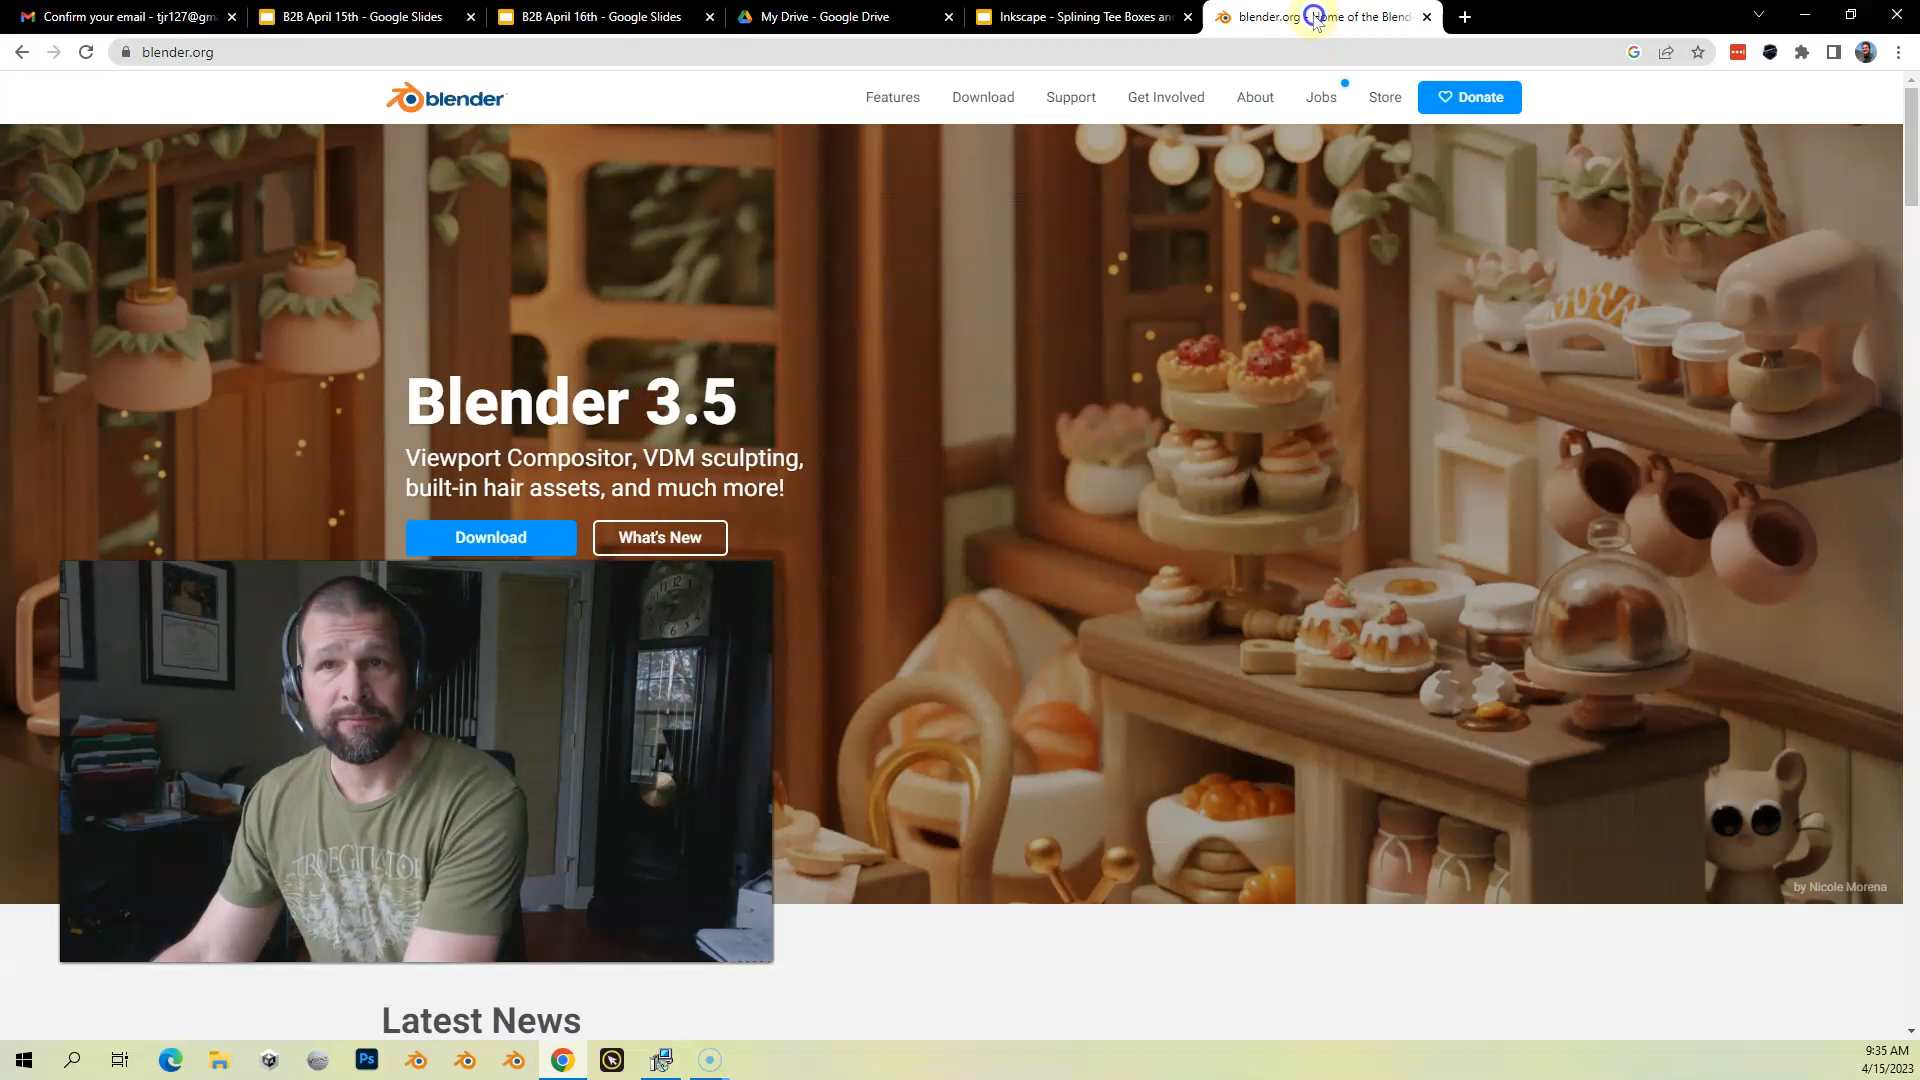 Confirm your email - tjr127@gm
B2B April 15th - Google Slides
B2B April 16th - Google Slides
My Drive - Google Drive
Inkscape - Splining Tee Boxes an
blender.org - Home of the Blend
blender.org
blender
Features
Download
Support
Get Involved
About
Jobs
Store
Donate
Blender 3.5
Viewport Compositor, VDM sculpting,
built-in hair assets, and much more!
Download
What's New
by Nicole Morena
Latest News
Ps
9:35 AM
4/15/2023